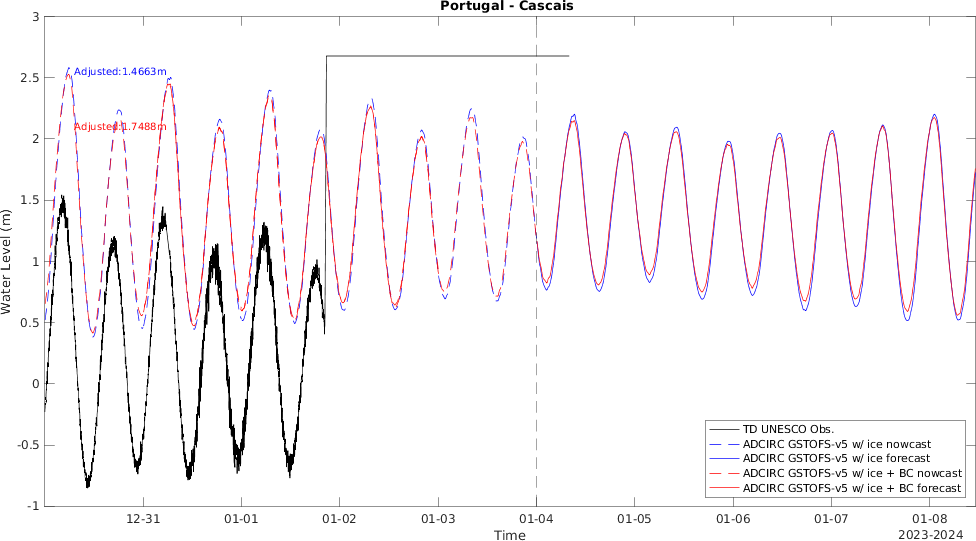 Portugal - Cascais
3
2.5
2
1.5
1
0.5
0
-0.5
-1
Water Level (m)
Adjusted:1.4663m
Adjusted:1.7488m
TD UNESCO Obs.
ADCIRC GSTOFS-v5 w/ ice nowcast
ADCIRC GSTOFS-v5 w/ ice forecast
ADCIRC GSTOFS-v5 w/ ice + BC nowcast
ADCIRC GSTOFS-v5 w/ ice + BC forecast
12-31 01-01 01-02 01-03 01-04 01-05 01-06 01-07 01-08
Time
2023-2024